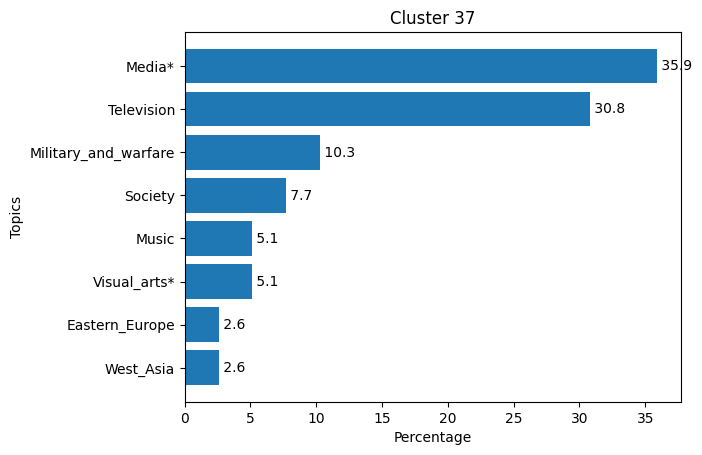 Cluster 37
Topics
Media* 35.9
Television 30.8
Military_and_warfare 10.3
Society 7.7
Music 5.1
Visual_arts* 5.1
Eastern_Europe 2.6
West_Asia 2.6
0 5 10 15 20 25 30 35
Percentage